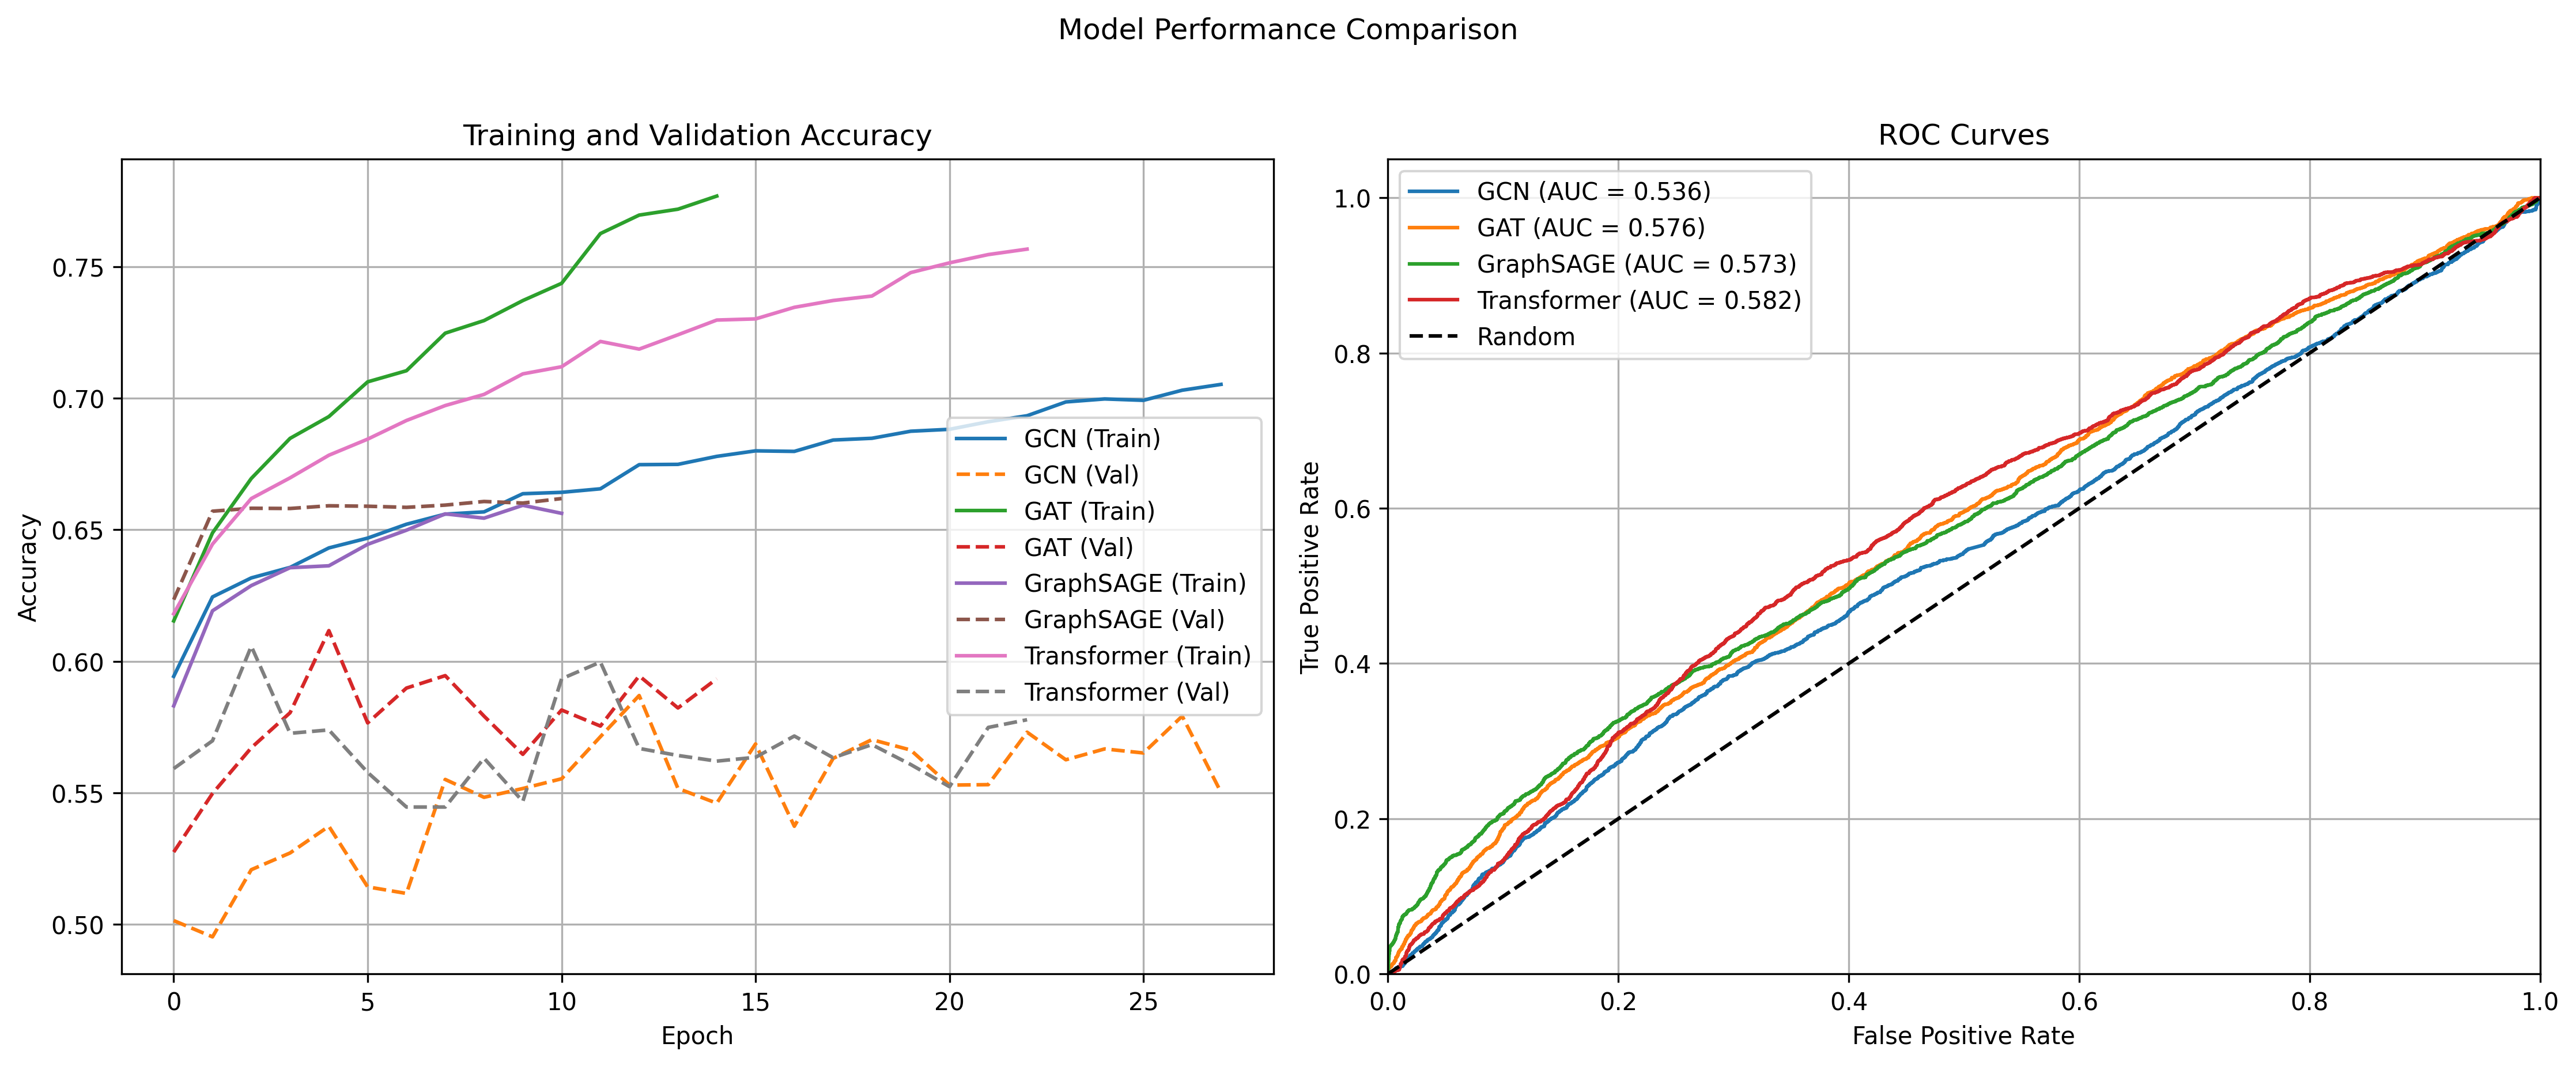 Model Performance Comparison
Training and Validation Accuracy
Accuracy
0.75
0.70
0.65
0.60
0.55
0.50
0
5
10
15
20
25
Epoch
GCN (Train)
GCN (Val)
GAT (Train)
GAT (Val)
GraphSAGE (Train)
GraphSAGE (Val)
Transformer (Train)
Transformer (Val)
ROC Curves
True Positive Rate
1.0
0.8
0.6
0.4
0.2
0.0
0.0
0.2
0.4
0.6
0.8
1.0
False Positive Rate
GCN (AUC = 0.536)
GAT (AUC = 0.576)
GraphSAGE (AUC = 0.573)
Transformer (AUC = 0.582)
Random